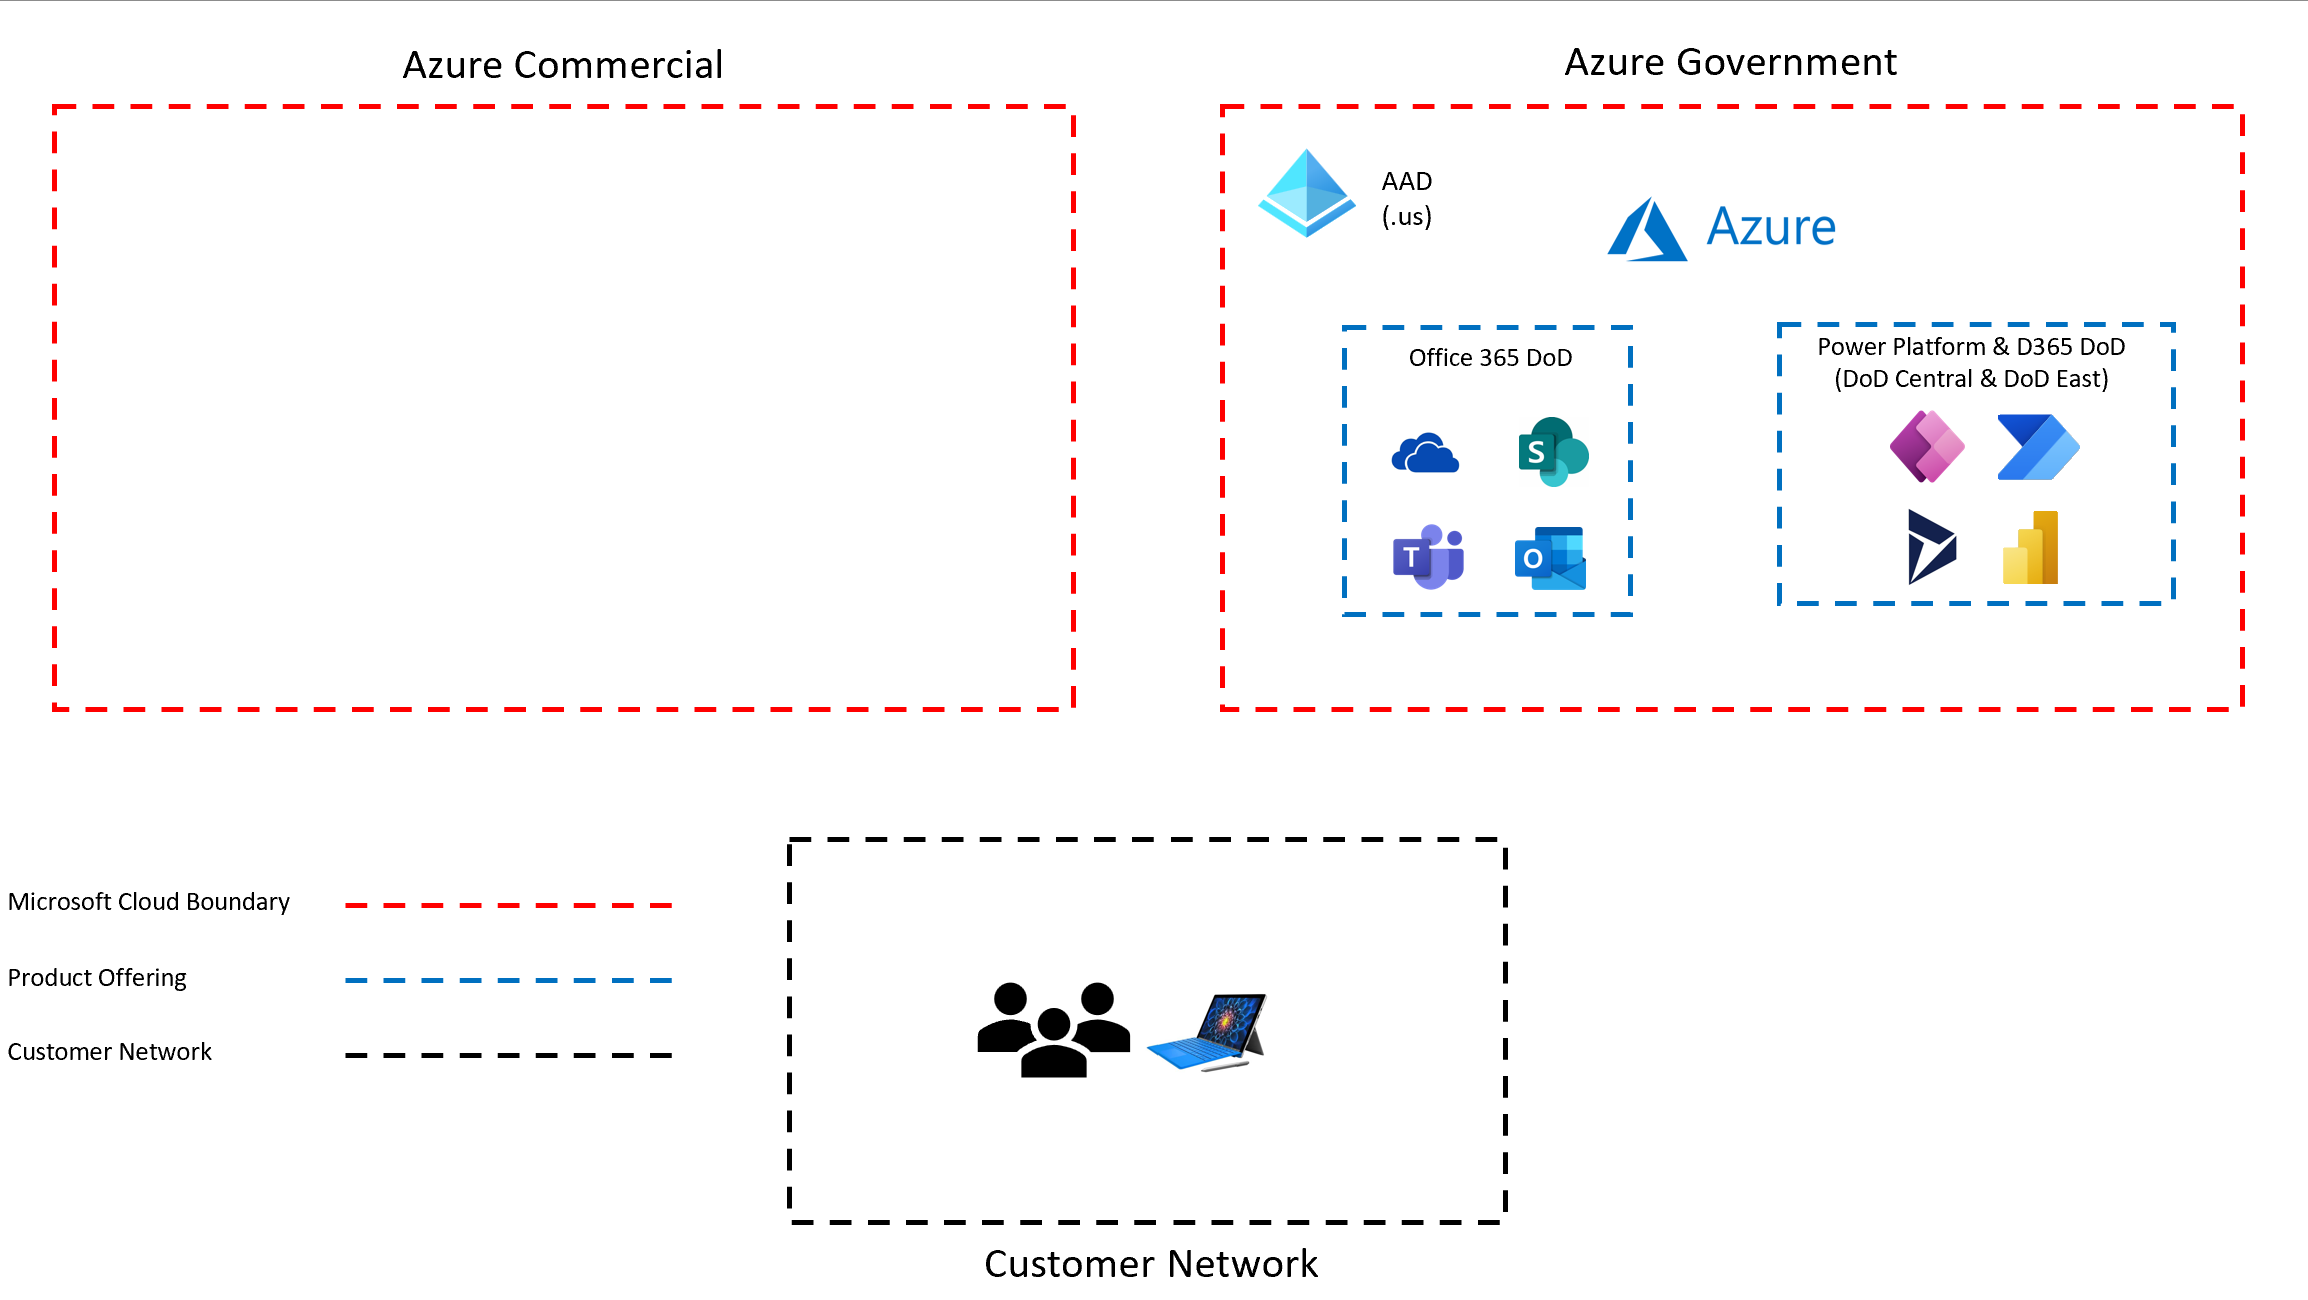 Azure Commercial
Azure Government
AAD
(.us)
Azure
Office 365 DoD
Power Platform & D365 DoD
(DoD Central & DoD East)
S
T
O
Microsoft Cloud Boundary
Product Offering
Customer Network
Customer Network